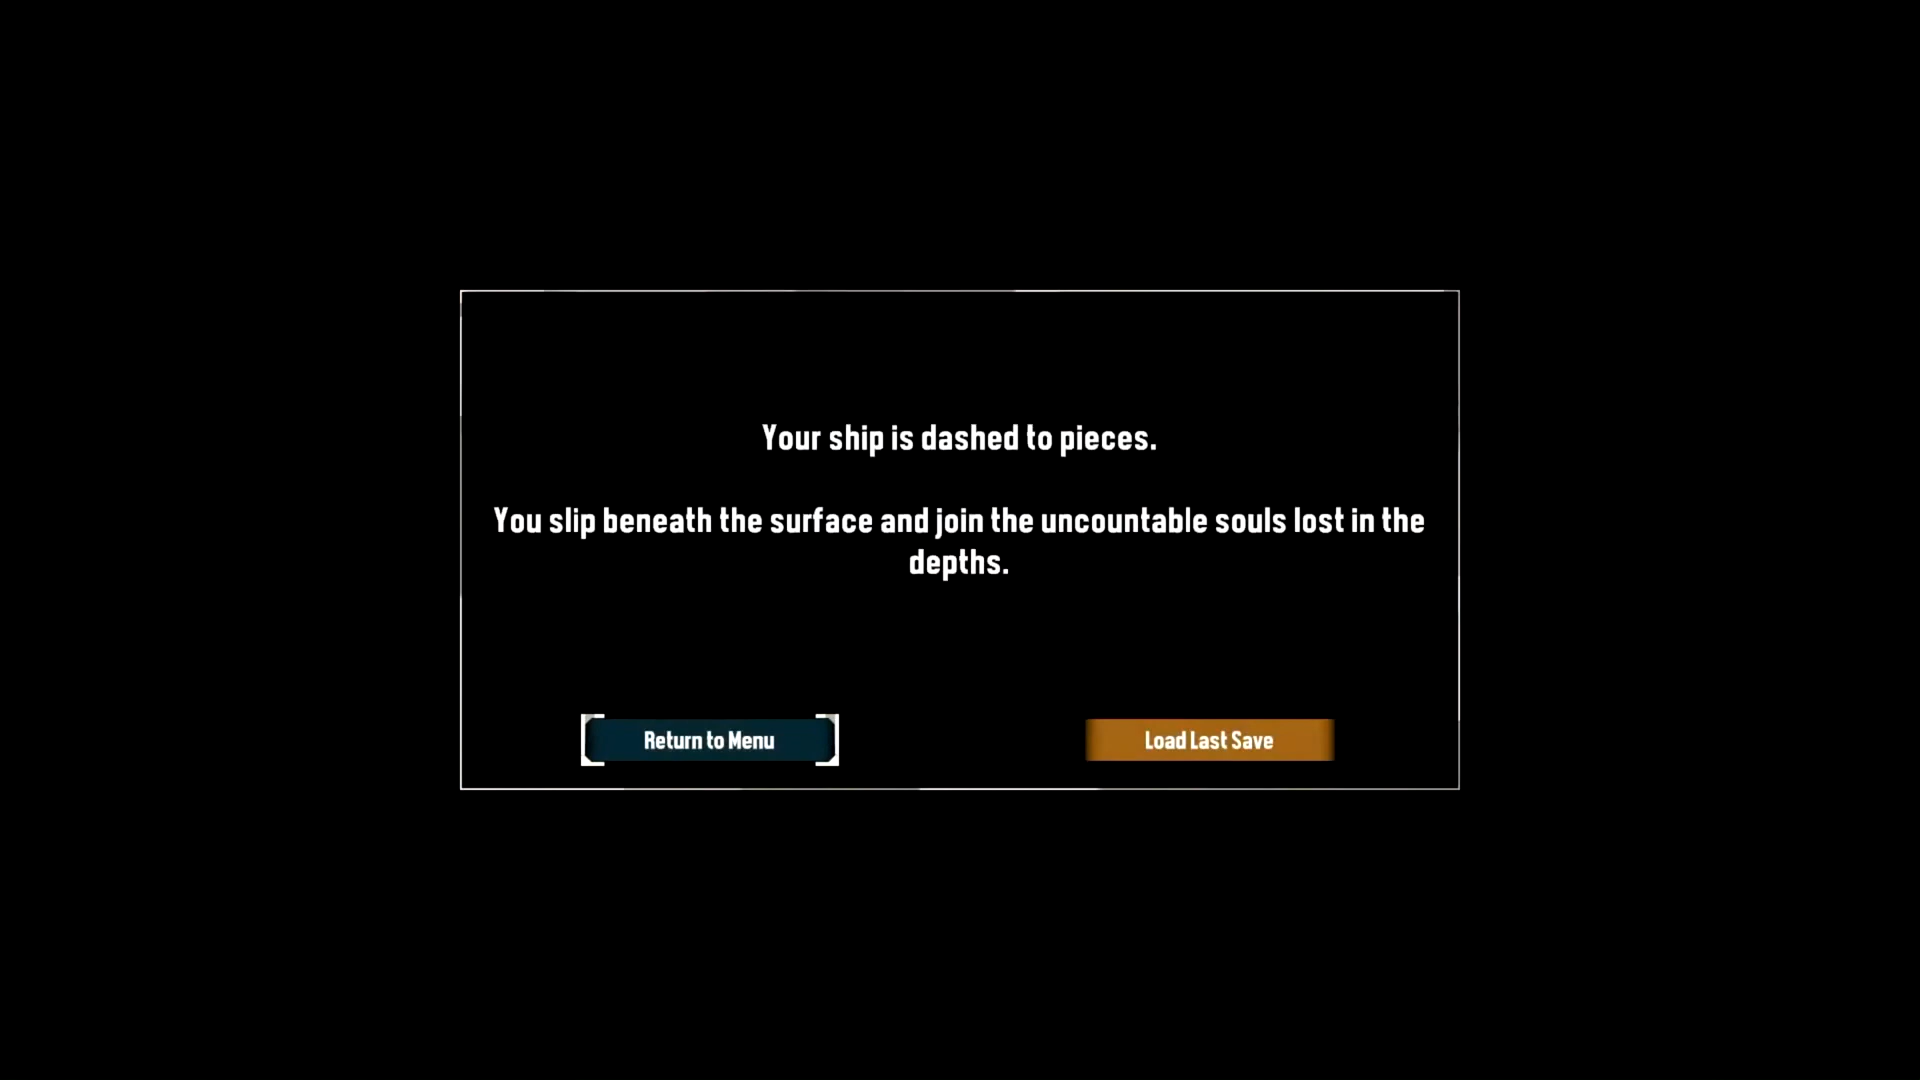 Your ship is dashed to pieces.
You slip beneath the surface and join the uncountable souls lost in the
depths.
Return to Menu
Load Last Save